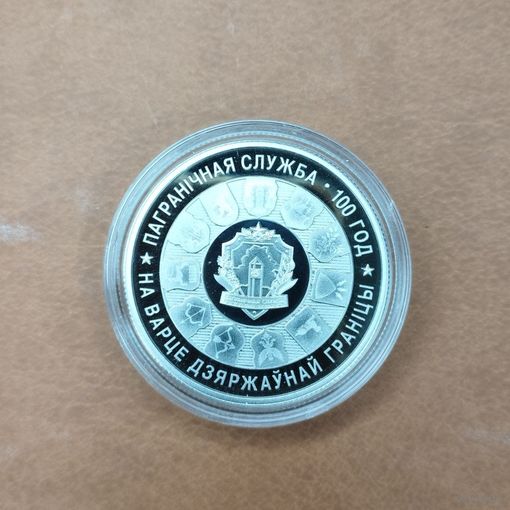 ПАГРАНІЧНАЯ СЛУЖБА · 100 ГОД
★ НА ВАРЦЕ ДЗЯРЖАЎНАЙ ГРАНІЦЫ ★